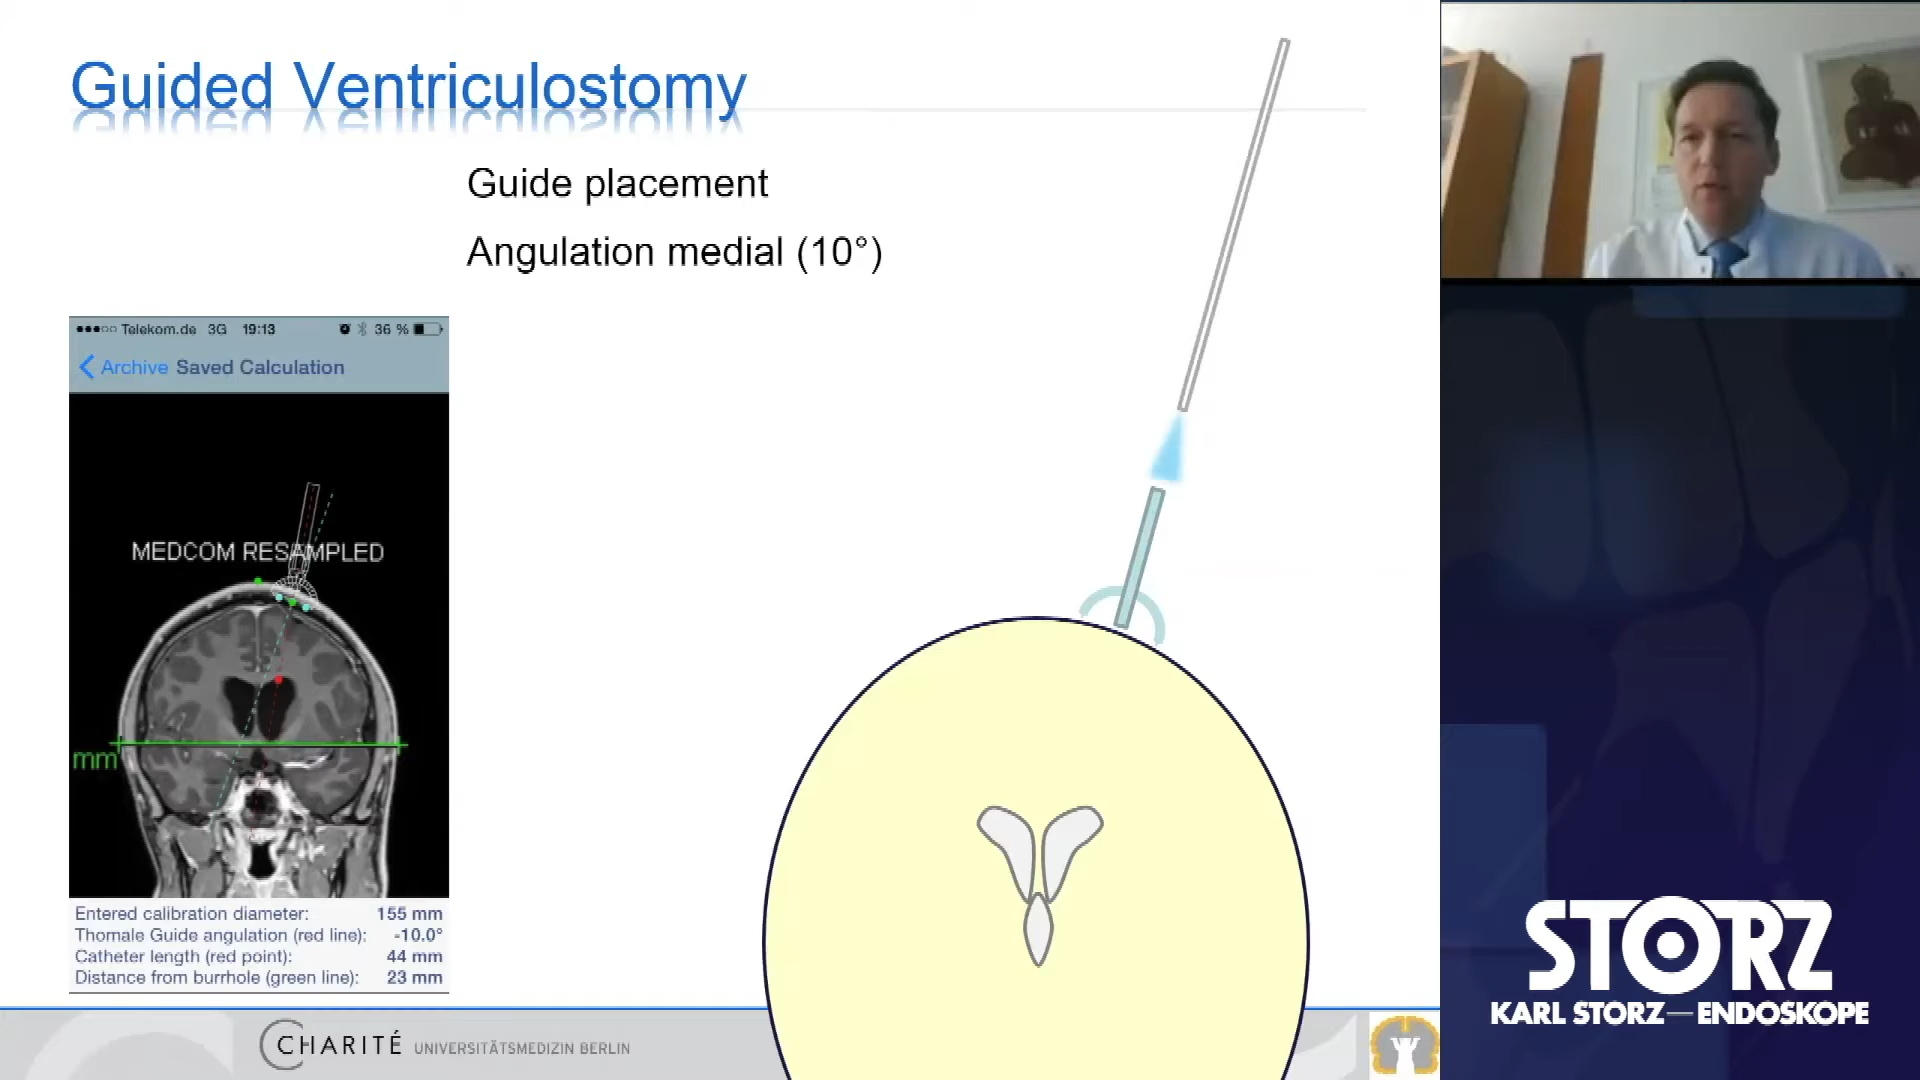 Guided Ventriculostomy
Guide placement
Angulation medial (10°)
Telekom.de 3G 19:13 36 %
Archive Saved Calculation
MEDCOM RESAMPLED
mm
Entered calibration diameter: 155 mm
Thomale Guide angulation (red line): -10.0°
Catheter length (red point): 44 mm
Distance from burrhole (green line): 23 mm
CHARITÉ UNIVERSITÄTSMEDIZIN BERLIN
STORZ
KARL STORZ—ENDOSKOPE